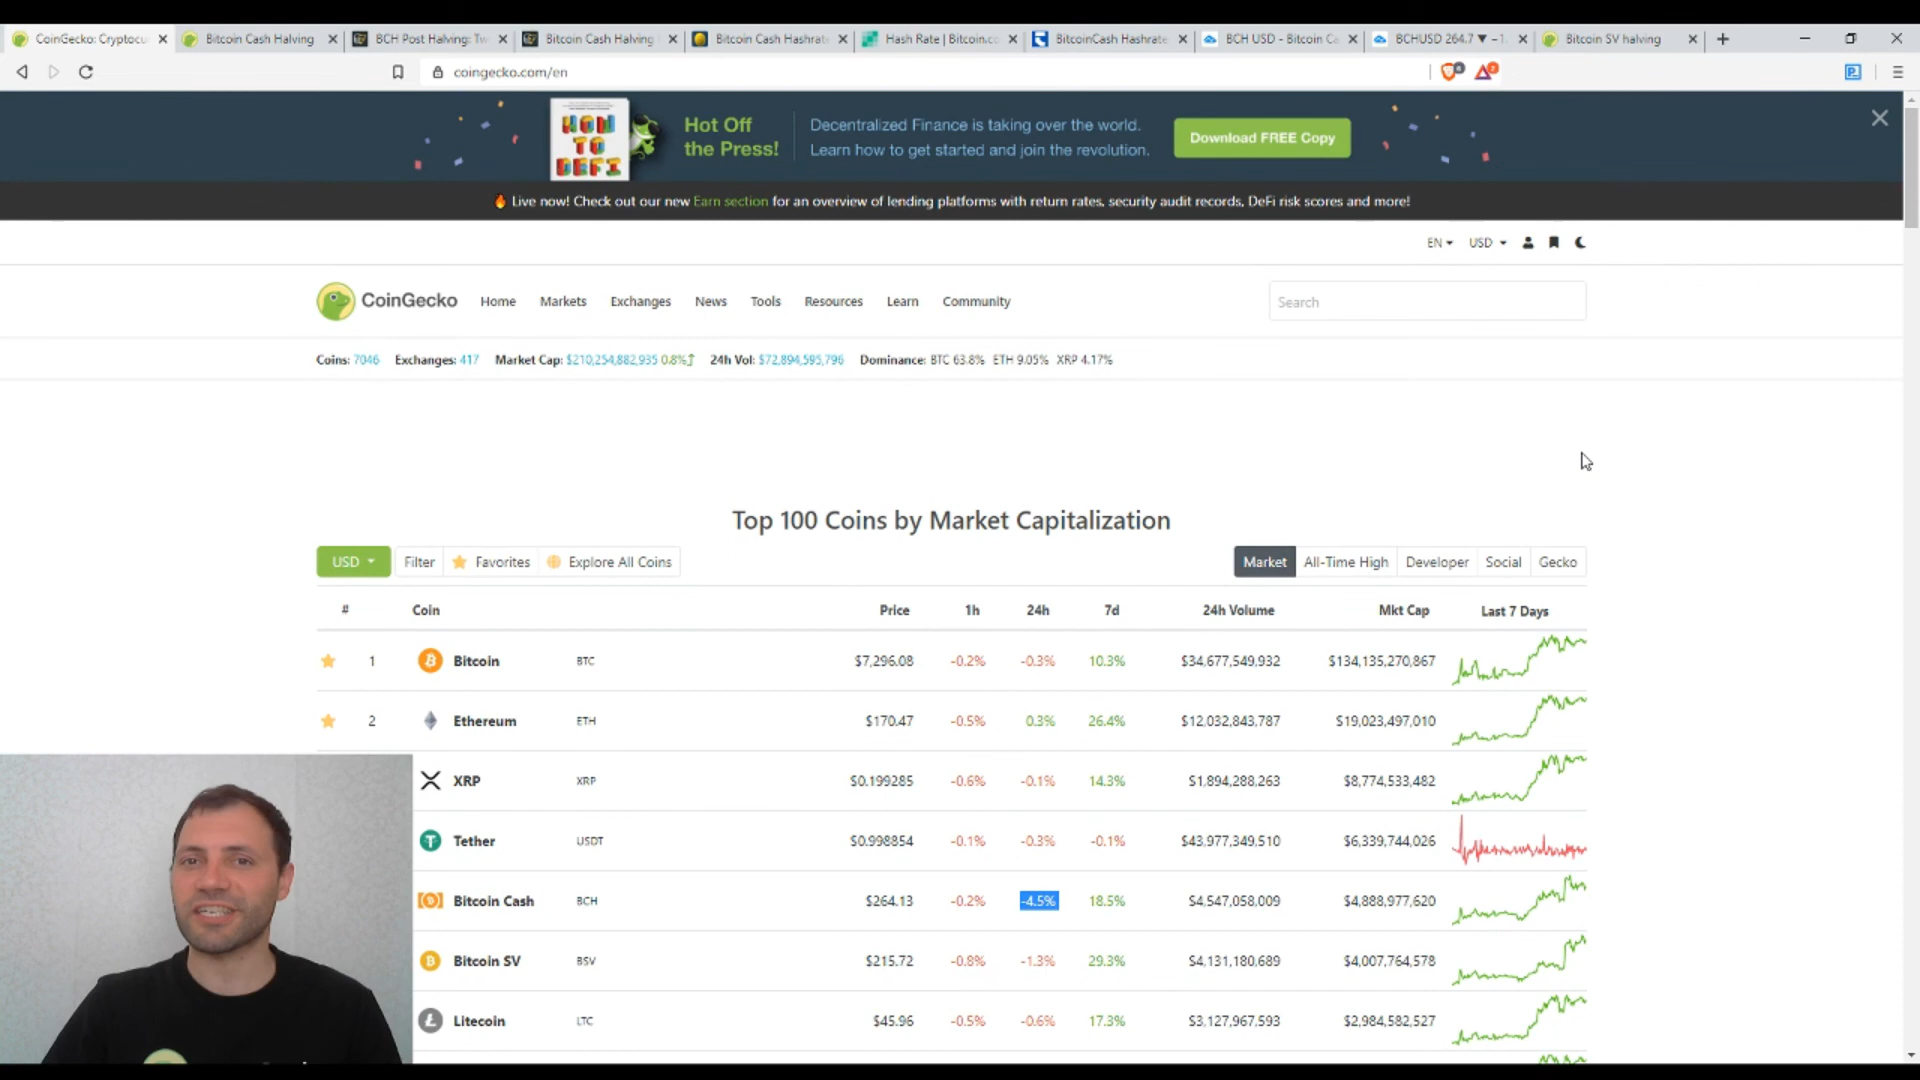 CoinGecko: Cryptocu
Bitcoin Cash Halving
BCH Post Halving: Tw
Bitcoin Cash Halving
Bitcoin Cash Hashrat
Hash Rate | Bitcoin.co
BitcoinCash Hashrate
BCH USD - Bitcoin Ca
BCHUSD 264.7 ▼ −1.
Bitcoin SV halving
coingecko.com/en
HOW TO DEFI
Hot Off the Press!
Decentralized Finance is taking over the world.
Learn how to get started and join the revolution.
Download FREE Copy
Live now! Check out our new Earn section for an overview of lending platforms with return rates, security audit records, DeFi risk scores and more!
EN USD
CoinGecko Home Markets Exchanges News Tools Resources Learn Community Search
Coins: 7046 Exchanges: 417 Market Cap: $210,254,882,935 0.8% 24h Vol: $72,894,595,796 Dominance: BTC 63.8% ETH 9.05% XRP 4.17%
Top 100 Coins by Market Capitalization
USD Filter Favorites Explore All Coins Market All-Time High Developer Social Gecko
# Coin Price 1h 24h 7d 24h Volume Mkt Cap Last 7 Days
1 Bitcoin BTC $7,296.08 -0.2% -0.3% 10.3% $34,677,549,932 $134,135,270,867
2 Ethereum ETH $170.47 -0.5% 0.3% 26.4% $12,032,843,787 $19,023,497,010
XRP XRP $0.199285 -0.6% -0.1% 14.3% $1,894,288,263 $8,774,533,482
Tether USDT $0.998854 -0.1% -0.3% -0.1% $43,977,349,510 $6,339,744,026
Bitcoin Cash BCH $264.13 -0.2% -4.5% 18.5% $4,547,058,009 $4,888,977,620
Bitcoin SV BSV $215.72 -0.8% -1.3% 29.3% $4,131,180,689 $4,007,764,578
Litecoin LTC $45.96 -0.5% -0.6% 17.3% $3,127,967,593 $2,984,582,527